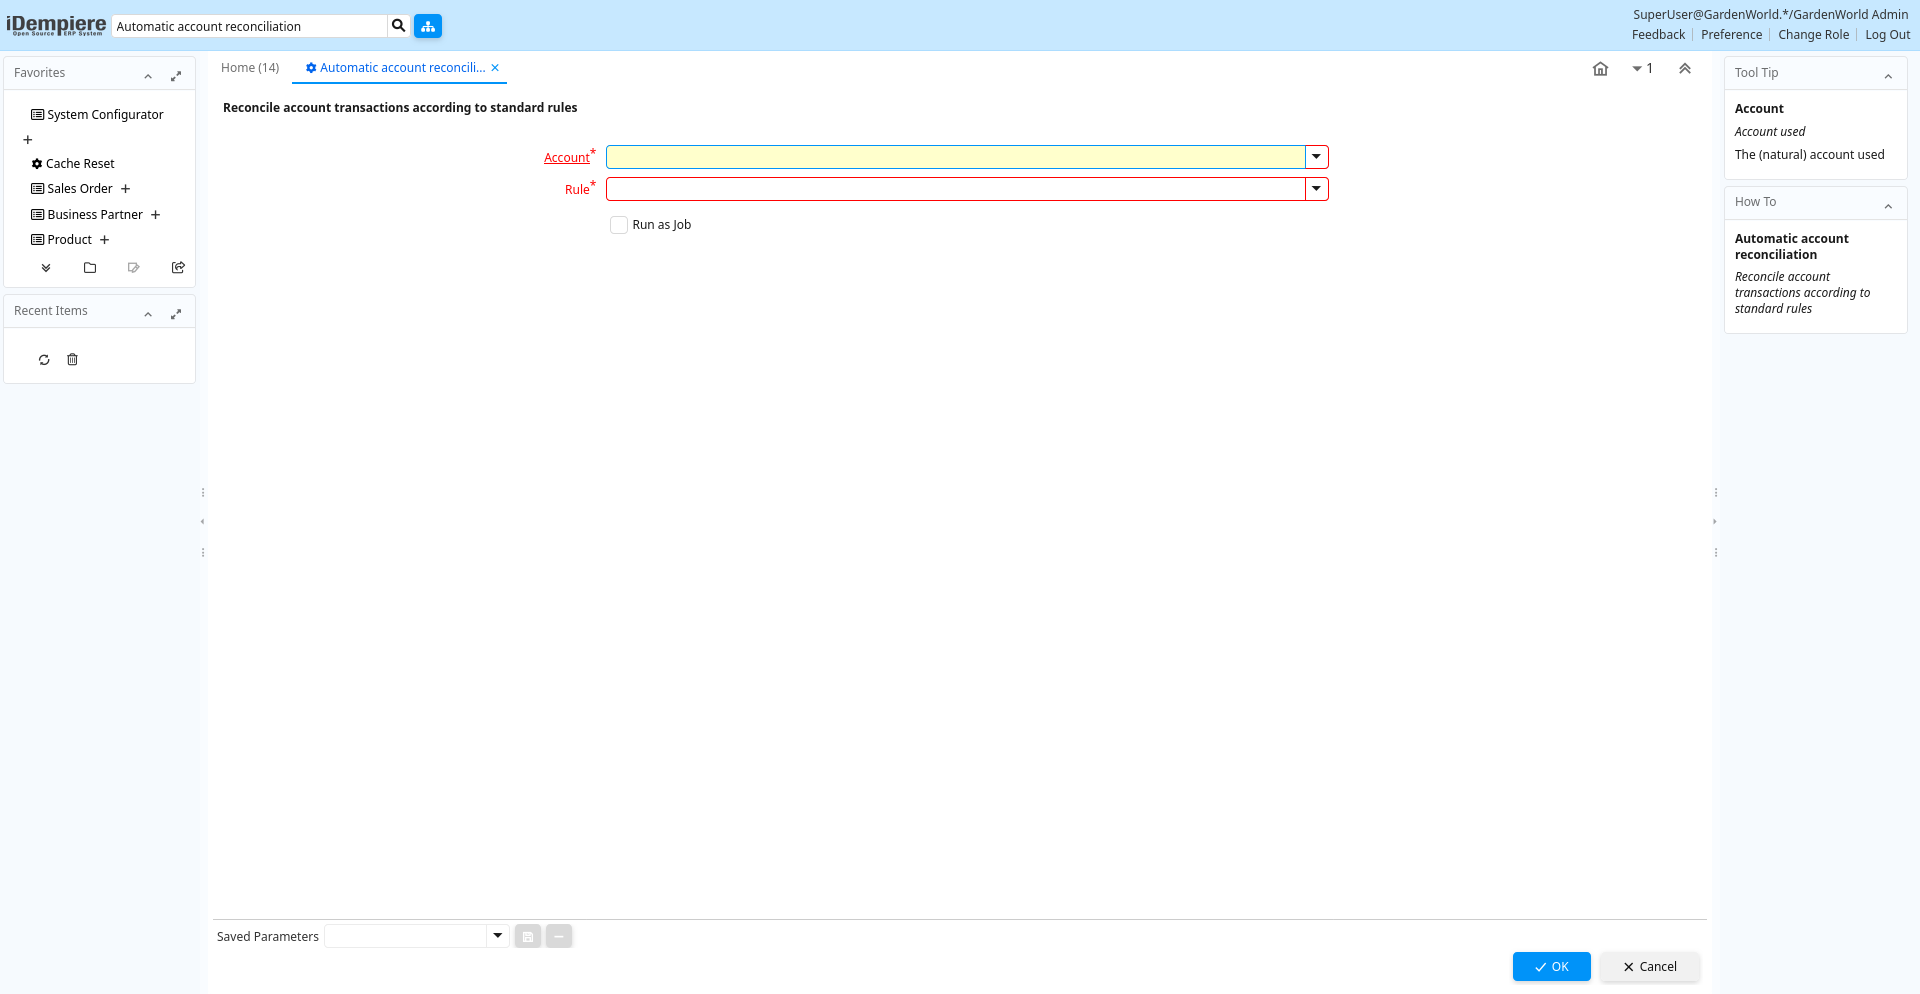 iDempiere
Open Source ERP System
Automatic account reconciliation
SuperUser@GardenWorld.*/GardenWorld Admin
Feedback
Preference
Change Role
Log Out
Favorites
System Configurator
Cache Reset
Sales Order
Business Partner
Product
Recent Items
Home (14)
Automatic account reconcili...
1
Reconcile account transactions according to standard rules
Account*
Rule*
Run as Job
Saved Parameters
OK
Cancel
Tool Tip
Account
Account used
The (natural) account used
How To
Automatic account
reconciliation
Reconcile account
transactions according to
standard rules